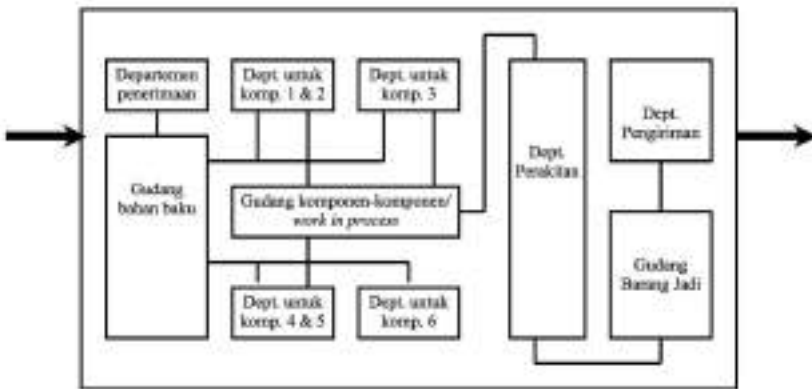 Departemen
penerimaan
Dept. untuk
komp. 1 & 2
Dept. untuk
komp. 3
Gudang
bahan baku
Gudang komponen-komponen/
work in process
Dept. untuk
komp. 4 & 5
Dept. untuk
komp. 6
Dept.
Perakitan
Dept.
Pengiriman
Gudang
Barang Jadi